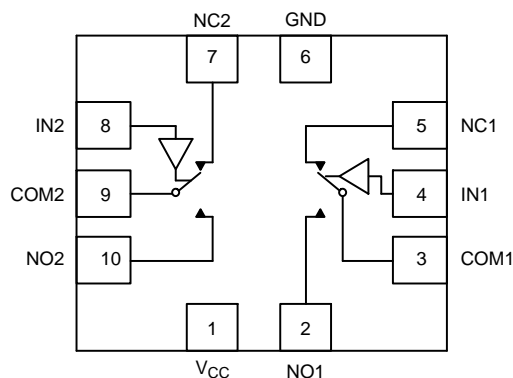 NC2 GND
7 6
IN2 8 5 NC1
COM2 9 4 IN1
NO2 10 3 COM1
1 2
VCC NO1